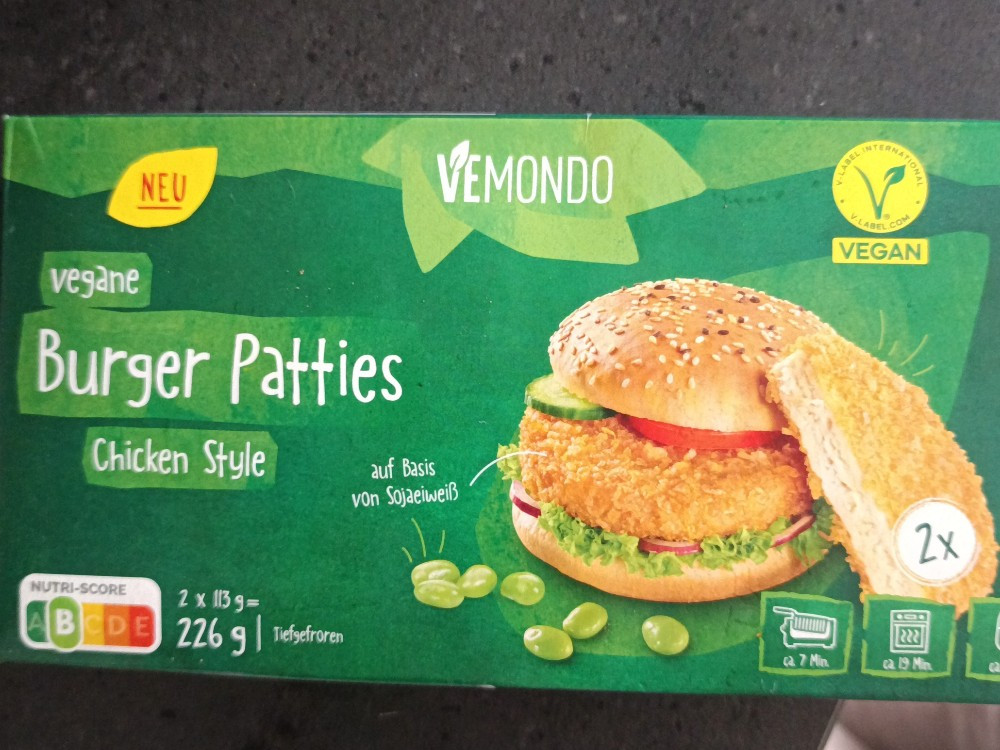 NEU
VEMONDO
V-LABEL INTERNATIONAL
V-LABEL.COM
VEGAN
vegane
Burger Patties
Chicken Style
auf Basis
von Sojaeiweiß
2x
NUTRI-SCORE
A B C D E
2 x 113 g =
226 g | Tiefgefroren
ca. 7 Min.
ca. 19 Min.
ca